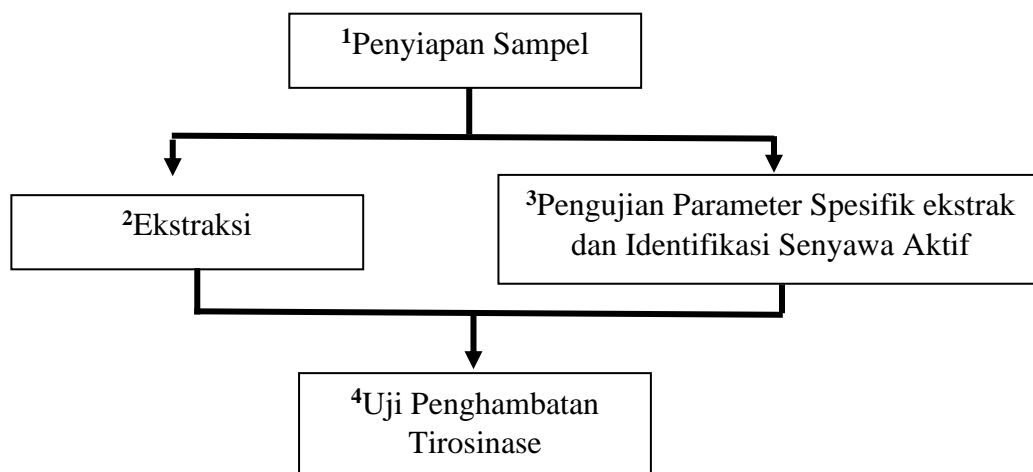 ¹Penyiapan Sampel
²Ekstraksi
³Pengujian Parameter Spesifik ekstrak
dan Identifikasi Senyawa Aktif
⁴Uji Penghambatan
Tirosinase